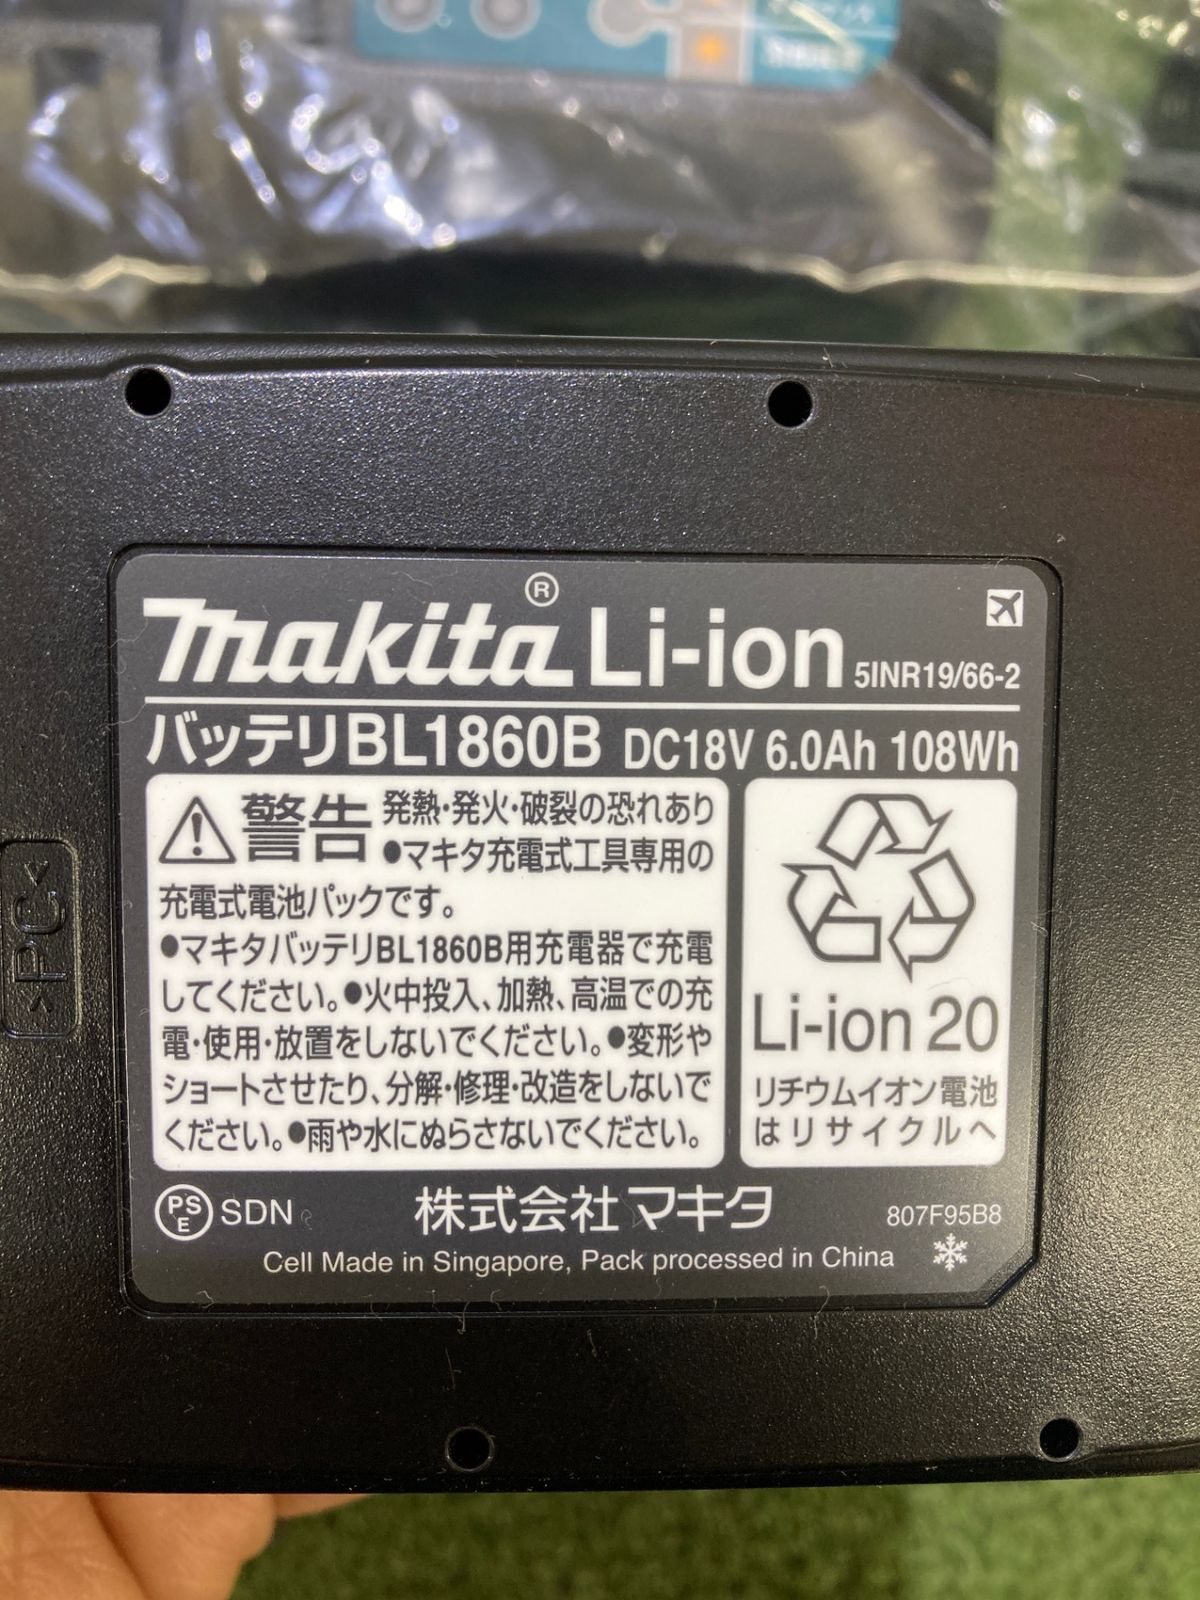 makita® Li-ion 5INR19/66-2
バッテリBL1860B DC18V 6.0Ah 108Wh
警告 発熱・発火・破裂の恐れあり
●マキタ充電式工具専用の
充電式電池パックです。
●マキタバッテリBL1860B用充電器で充電
してください。●火中投入、加熱、高温での充
電・使用・放置をしないでください。●変形や
ショートさせたり、分解・修理・改造をしないで
ください。●雨や水にぬらさないでください。
Li-ion 20
リチウムイオン電池
はリサイクルへ
PSE SDN 株式会社マキタ 807F95B8
Cell Made in Singapore, Pack processed in China
>PC<